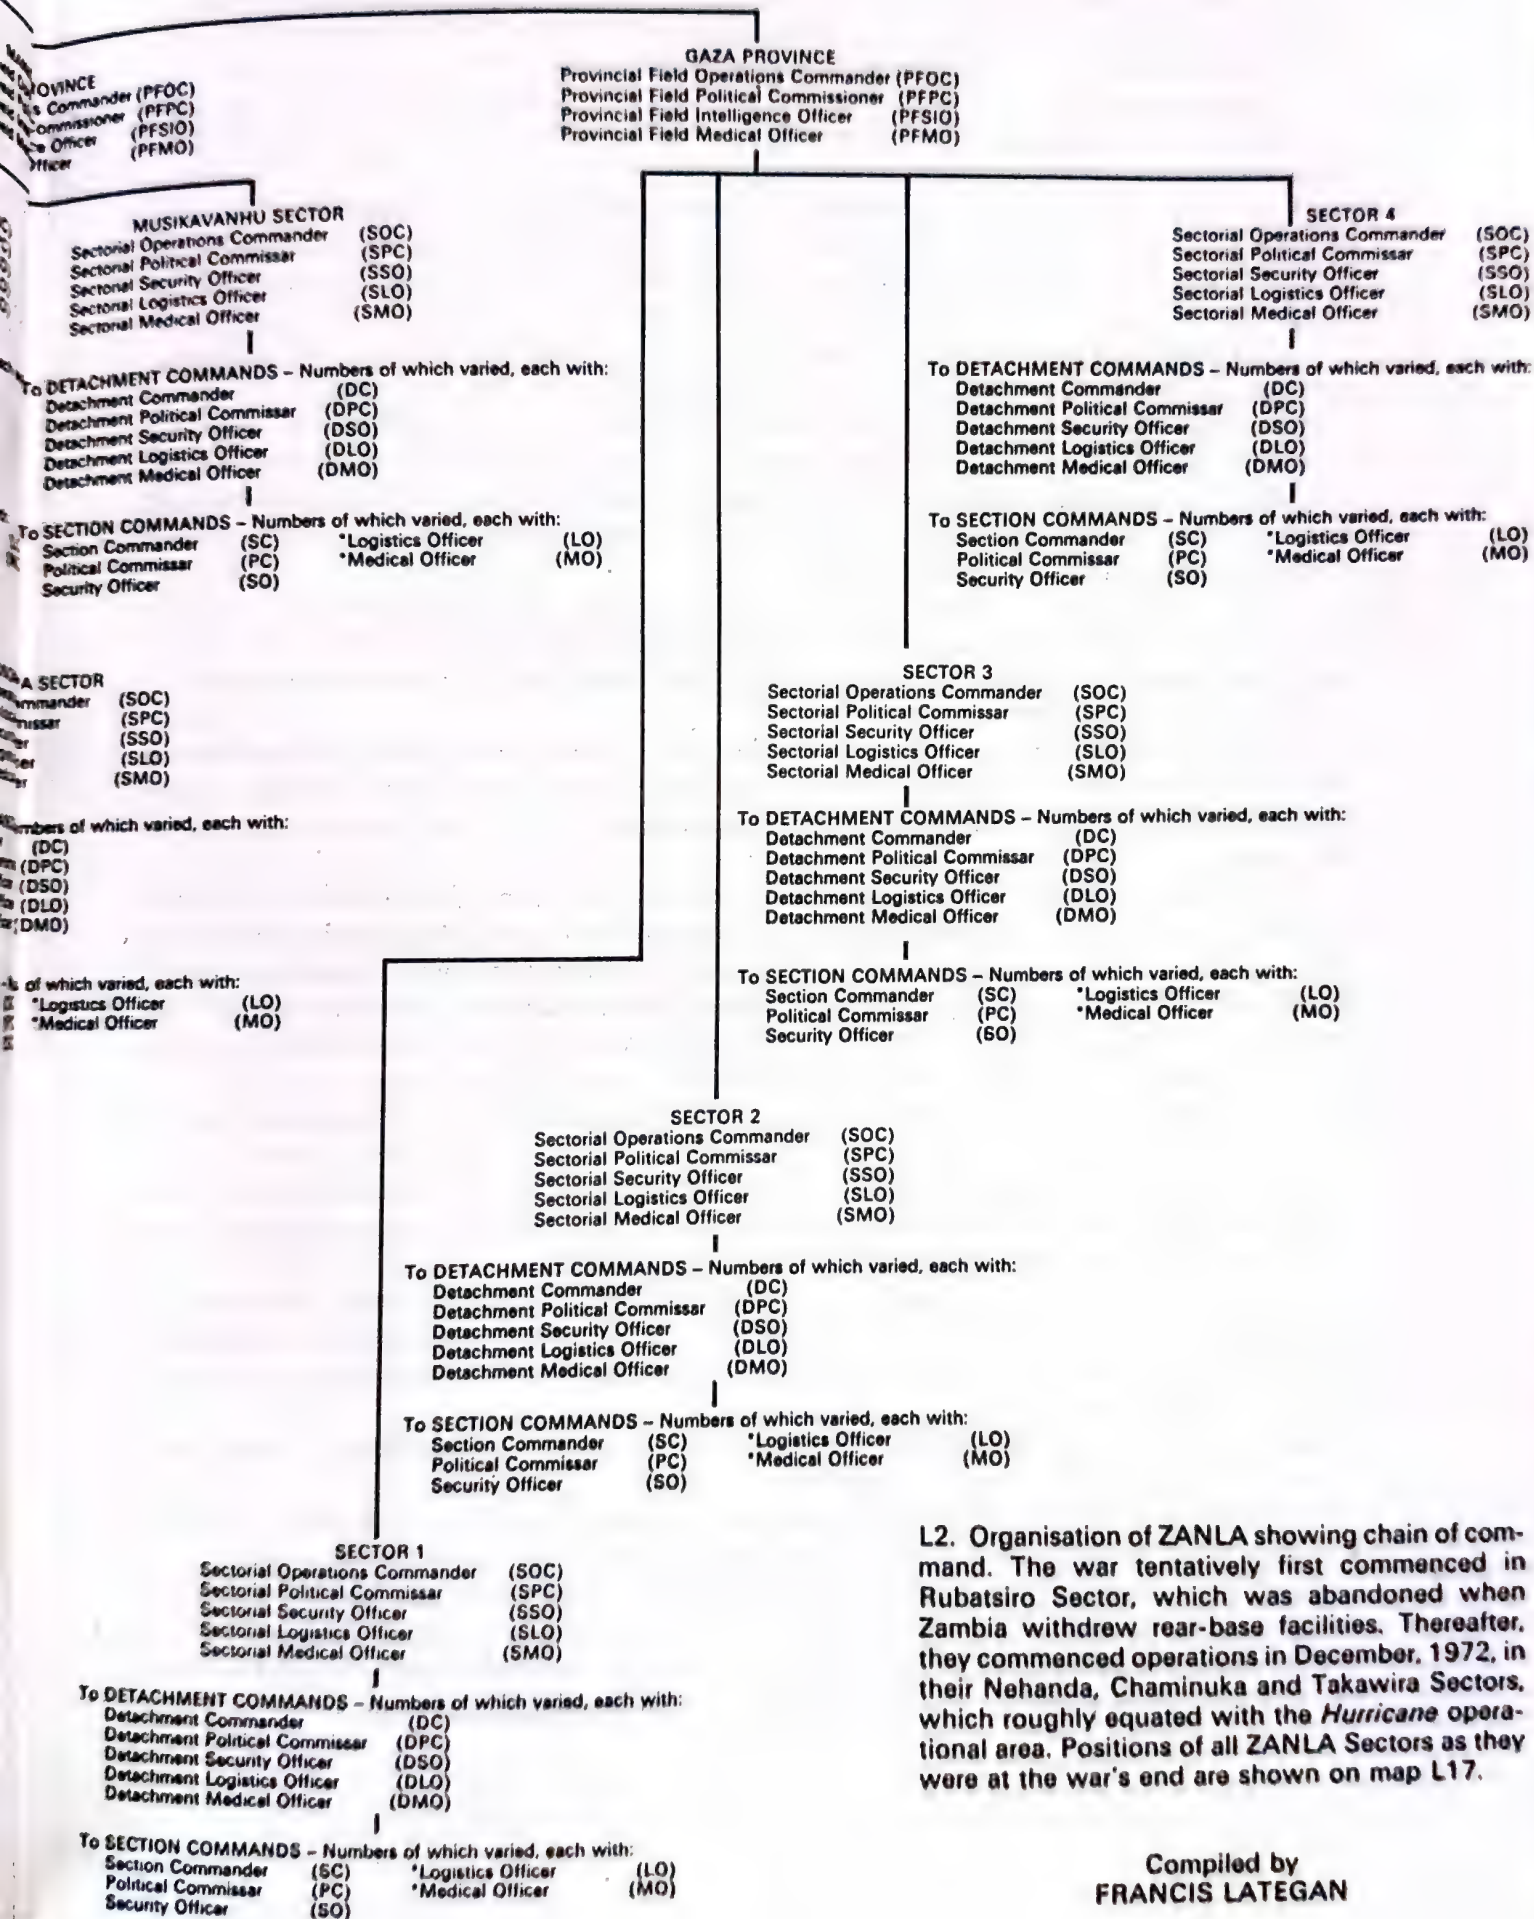 GAZA PROVINCE
Provincial Field Operations Commander (PFOC)
Provincial Field Political Commissioner (PFPC)
Provincial Field Intelligence Officer (PFSIO)
Provincial Field Medical Officer (PFMO)
OVINCE
s Commander (PFOC)
ommissioner (PFPC)
ce Officer (PFSIO)
fficer (PFMO)
MUSIKAVANHU SECTOR
Sectorial Operations Commander (SOC)
Sectorial Political Commissar (SPC)
Sectorial Security Officer (SSO)
Sectorial Logistics Officer (SLO)
Sectorial Medical Officer (SMO)
To DETACHMENT COMMANDS – Numbers of which varied, each with:
Detachment Commander (DC)
Detachment Political Commissar (DPC)
Detachment Security Officer (DSO)
Detachment Logistics Officer (DLO)
Detachment Medical Officer (DMO)
To SECTION COMMANDS – Numbers of which varied, each with:
Section Commander (SC) *Logistics Officer (LO)
Political Commissar (PC) *Medical Officer (MO)
Security Officer (SO)
SECTOR 4
Sectorial Operations Commander (SOC)
Sectorial Political Commissar (SPC)
Sectorial Security Officer (SSO)
Sectorial Logistics Officer (SLO)
Sectorial Medical Officer (SMO)
To DETACHMENT COMMANDS – Numbers of which varied, each with:
Detachment Commander (DC)
Detachment Political Commissar (DPC)
Detachment Security Officer (DSO)
Detachment Logistics Officer (DLO)
Detachment Medical Officer (DMO)
To SECTION COMMANDS – Numbers of which varied, each with:
Section Commander (SC) *Logistics Officer (LO)
Political Commissar (PC) *Medical Officer (MO)
Security Officer (SO)
A SECTOR
mmander (SOC)
missar (SPC)
(SSO)
(SLO)
(SMO)
mbers of which varied, each with:
(DC)
(DPC)
(DSO)
(DLO)
(DMO)
of which varied, each with:
*Logistics Officer (LO)
*Medical Officer (MO)
SECTOR 3
Sectorial Operations Commander (SOC)
Sectorial Political Commissar (SPC)
Sectorial Security Officer (SSO)
Sectorial Logistics Officer (SLO)
Sectorial Medical Officer (SMO)
To DETACHMENT COMMANDS – Numbers of which varied, each with:
Detachment Commander (DC)
Detachment Political Commissar (DPC)
Detachment Security Officer (DSO)
Detachment Logistics Officer (DLO)
Detachment Medical Officer (DMO)
To SECTION COMMANDS – Numbers of which varied, each with:
Section Commander (SC) *Logistics Officer (LO)
Political Commissar (PC) *Medical Officer (MO)
Security Officer (SO)
SECTOR 2
Sectorial Operations Commander (SOC)
Sectorial Political Commissar (SPC)
Sectorial Security Officer (SSO)
Sectorial Logistics Officer (SLO)
Sectorial Medical Officer (SMO)
To DETACHMENT COMMANDS – Numbers of which varied, each with:
Detachment Commander (DC)
Detachment Political Commissar (DPC)
Detachment Security Officer (DSO)
Detachment Logistics Officer (DLO)
Detachment Medical Officer (DMO)
To SECTION COMMANDS – Numbers of which varied, each with:
Section Commander (SC) *Logistics Officer (LO)
Political Commissar (PC) *Medical Officer (MO)
Security Officer (SO)
SECTOR 1
Sectorial Operations Commander (SOC)
Sectorial Political Commissar (SPC)
Sectorial Security Officer (SSO)
Sectorial Logistics Officer (SLO)
Sectorial Medical Officer (SMO)
To DETACHMENT COMMANDS – Numbers of which varied, each with:
Detachment Commander (DC)
Detachment Political Commissar (DPC)
Detachment Security Officer (DSO)
Detachment Logistics Officer (DLO)
Detachment Medical Officer (DMO)
To SECTION COMMANDS – Numbers of which varied, each with:
Section Commander (SC) *Logistics Officer (LO)
Political Commissar (PC) *Medical Officer (MO)
Security Officer (SO)
L2. Organisation of ZANLA showing chain of com-
mand. The war tentatively first commenced in
Rubatsiro Sector, which was abandoned when
Zambia withdrew rear-base facilities. Thereafter,
they commenced operations in December, 1972, in
their Nehanda, Chaminuka and Takawira Sectors,
which roughly equated with the Hurricane opera-
tional area. Positions of all ZANLA Sectors as they
were at the war's end are shown on map L17.
Compiled by
FRANCIS LATEGAN